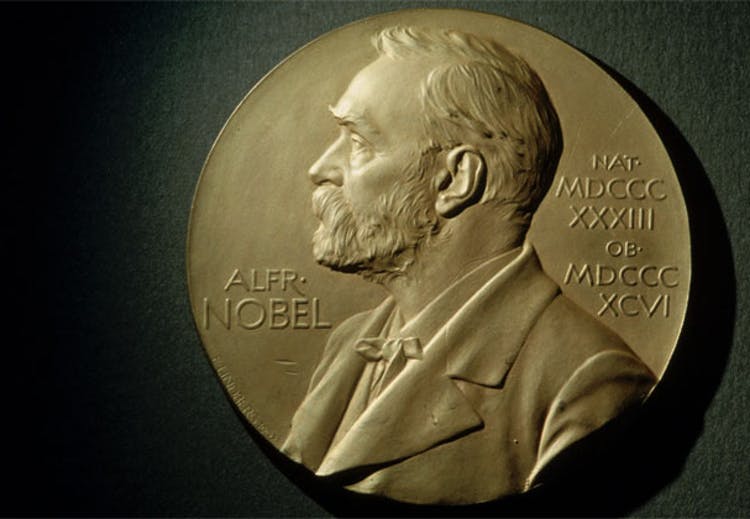 ALFR·
NOBEL
NAT·
MDCCC
XXXIII
OB·
MDCCC
XCVI